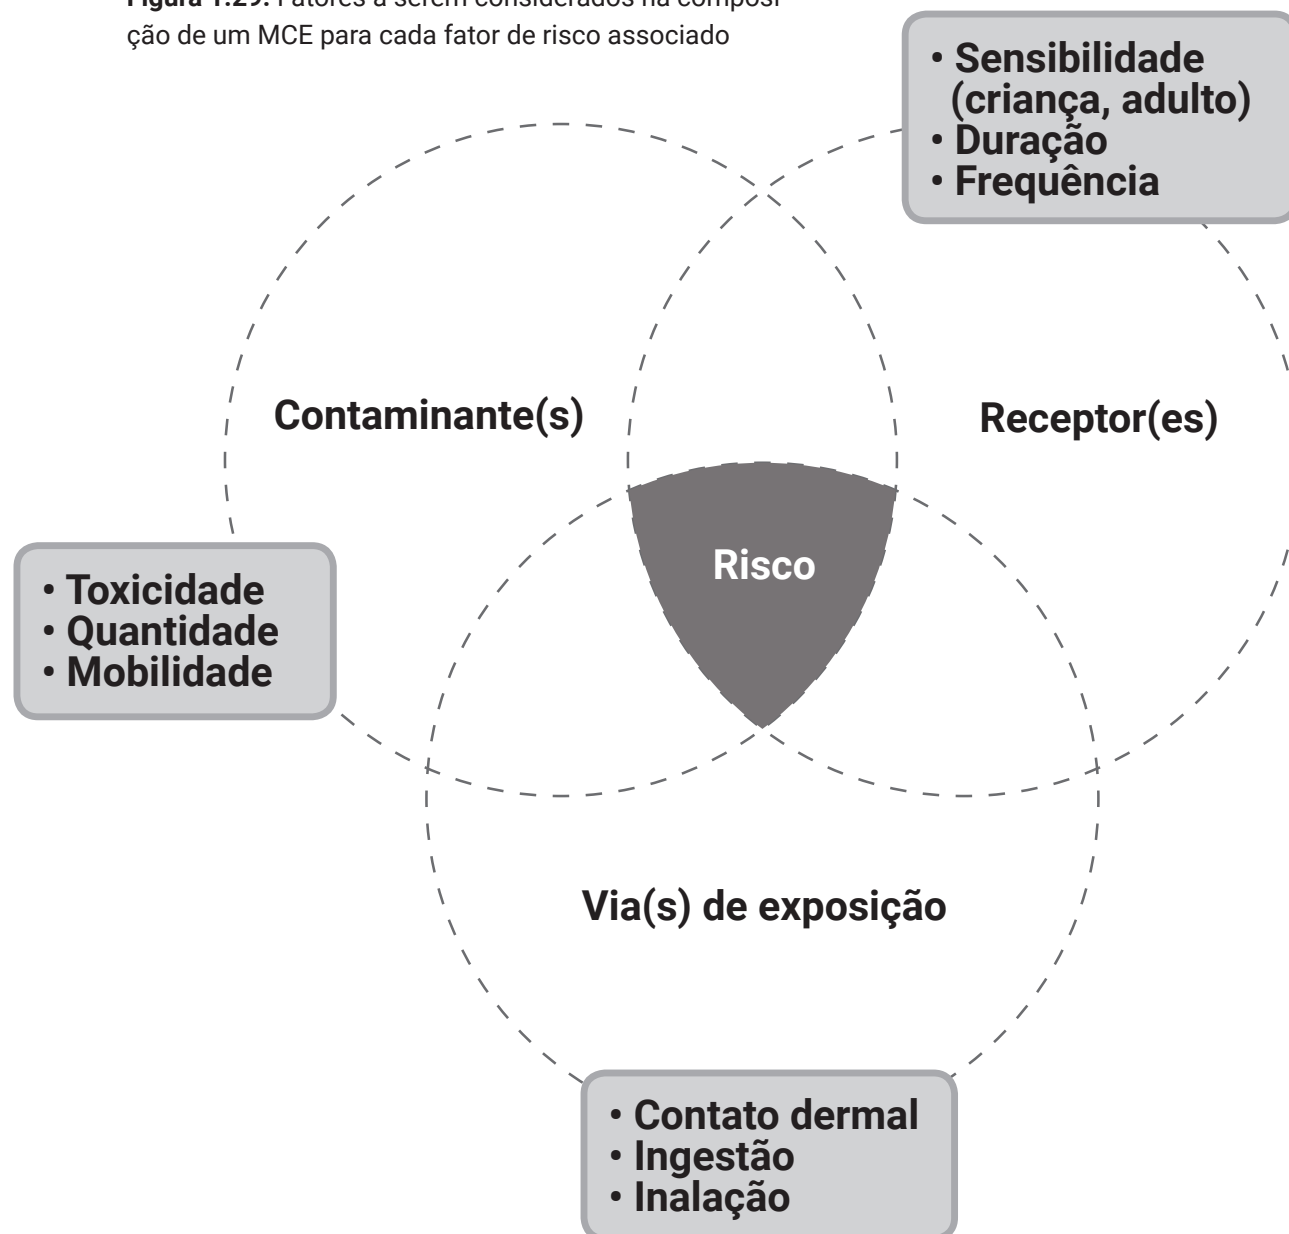 Figura 1.29. Fatores a serem considerados na composi-
ção de um MCE para cada fator de risco associado
• Sensibilidade
(criança, adulto)
• Duração
• Frequência
Contaminante(s)
Receptor(es)
Risco
• Toxicidade
• Quantidade
• Mobilidade
Via(s) de exposição
• Contato dermal
• Ingestão
• Inalação